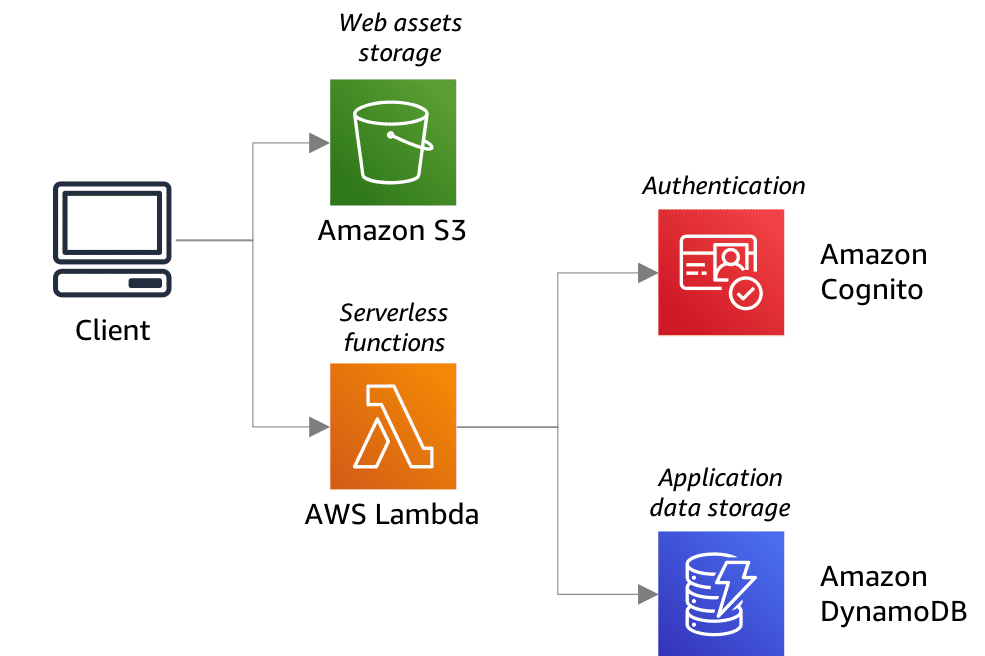 Web assets
storage
Amazon S3
Client
Serverless
functions
AWS Lambda
Authentication
Amazon
Cognito
Application
data storage
Amazon
DynamoDB